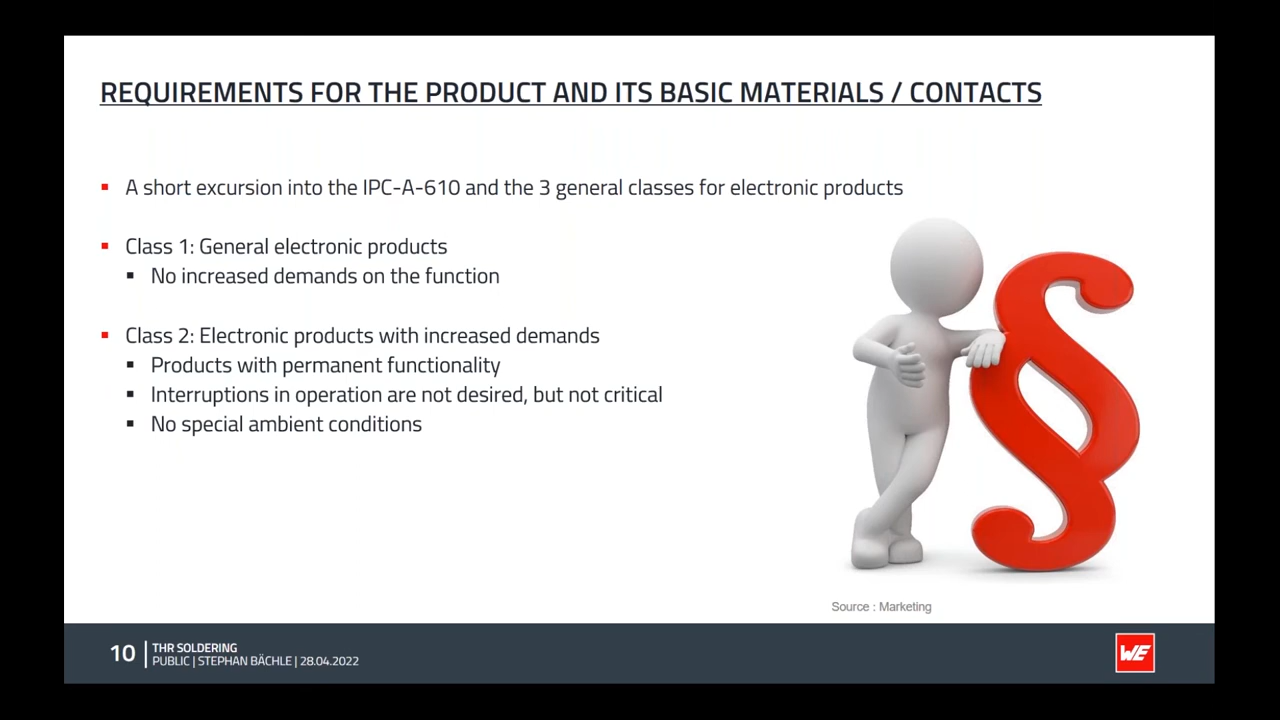 REQUIREMENTS FOR THE PRODUCT AND ITS BASIC MATERIALS / CONTACTS
A short excursion into the IPC-A-610 and the 3 general classes for electronic products
Class 1: General electronic products
No increased demands on the function
Class 2: Electronic products with increased demands
Products with permanent functionality
Interruptions in operation are not desired, but not critical
No special ambient conditions
§
Source : Marketing
10
THR SOLDERING
PUBLIC | STEPHAN BÄCHLE | 28.04.2022
WE